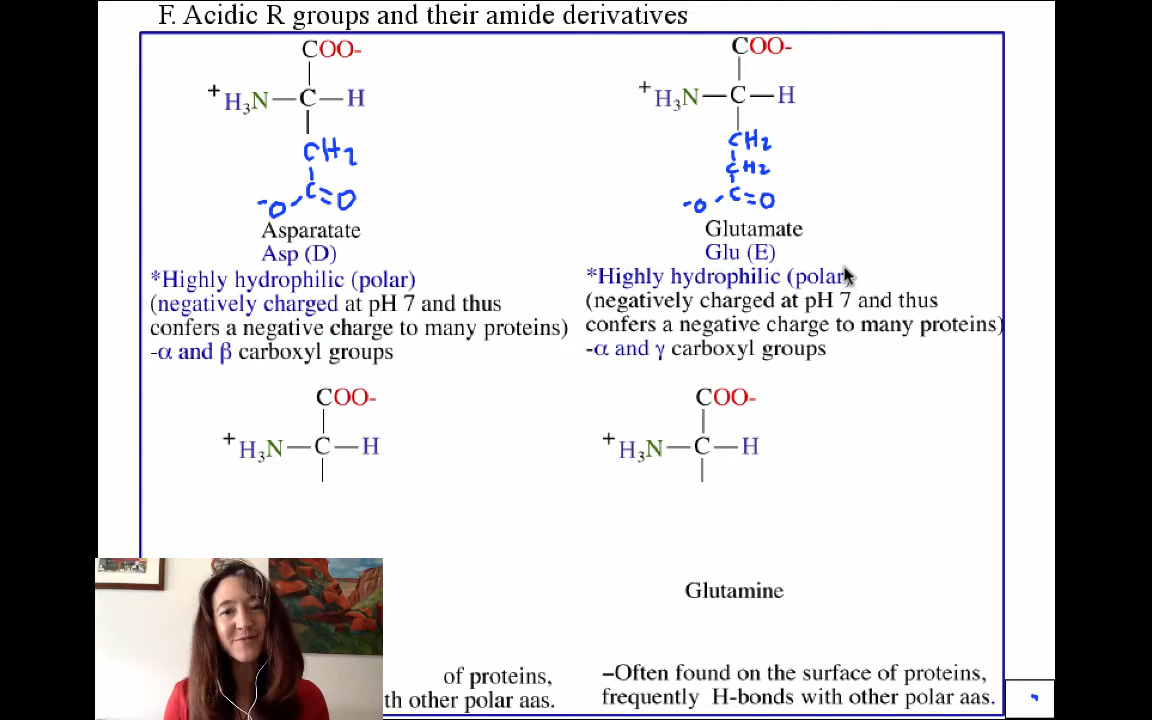 F. Acidic R groups and their amide derivatives
COO-
+H₃N—C—H
CH2
C
-O=O
Asparatate
Asp (D)
*Highly hydrophilic (polar)
(negatively charged at pH 7 and thus
confers a negative charge to many proteins)
-α and β carboxyl groups
COO-
+H₃N—C—H
CH2
CH2
-O C=O
Glutamate
Glu (E)
*Highly hydrophilic (polar)
(negatively charged at pH 7 and thus
confers a negative charge to many proteins)
-α and γ carboxyl groups
COO-
+H₃N—C—H
of proteins,
th other polar aas.
COO-
+H₃N—C—H
Glutamine
–Often found on the surface of proteins,
frequently H-bonds with other polar aas.